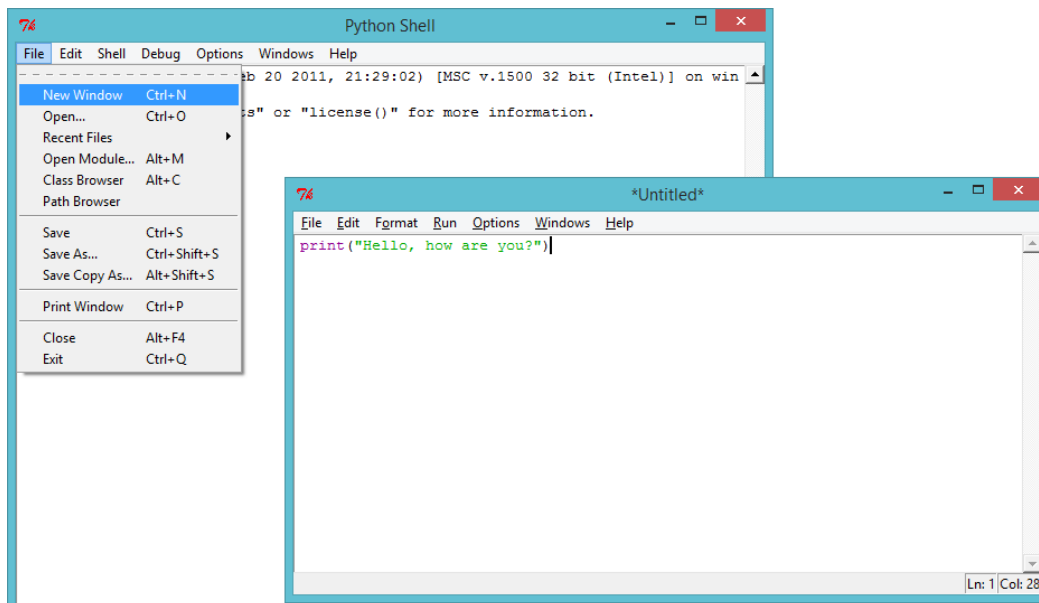 Python Shell
File Edit Shell Debug Options Windows Help
eb 20 2011, 21:29:02) [MSC v.1500 32 bit (Intel)] on win
New Window Ctrl+N
Open... Ctrl+O
ts" or "license()" for more information.
Recent Files
Open Module... Alt+M
Class Browser Alt+C
Path Browser
Save Ctrl+S
Save As... Ctrl+Shift+S
Save Copy As... Alt+Shift+S
Print Window Ctrl+P
Close Alt+F4
Exit Ctrl+Q
*Untitled*
File Edit Format Run Options Windows Help
print("Hello, how are you?")
Ln: 1 Col: 28